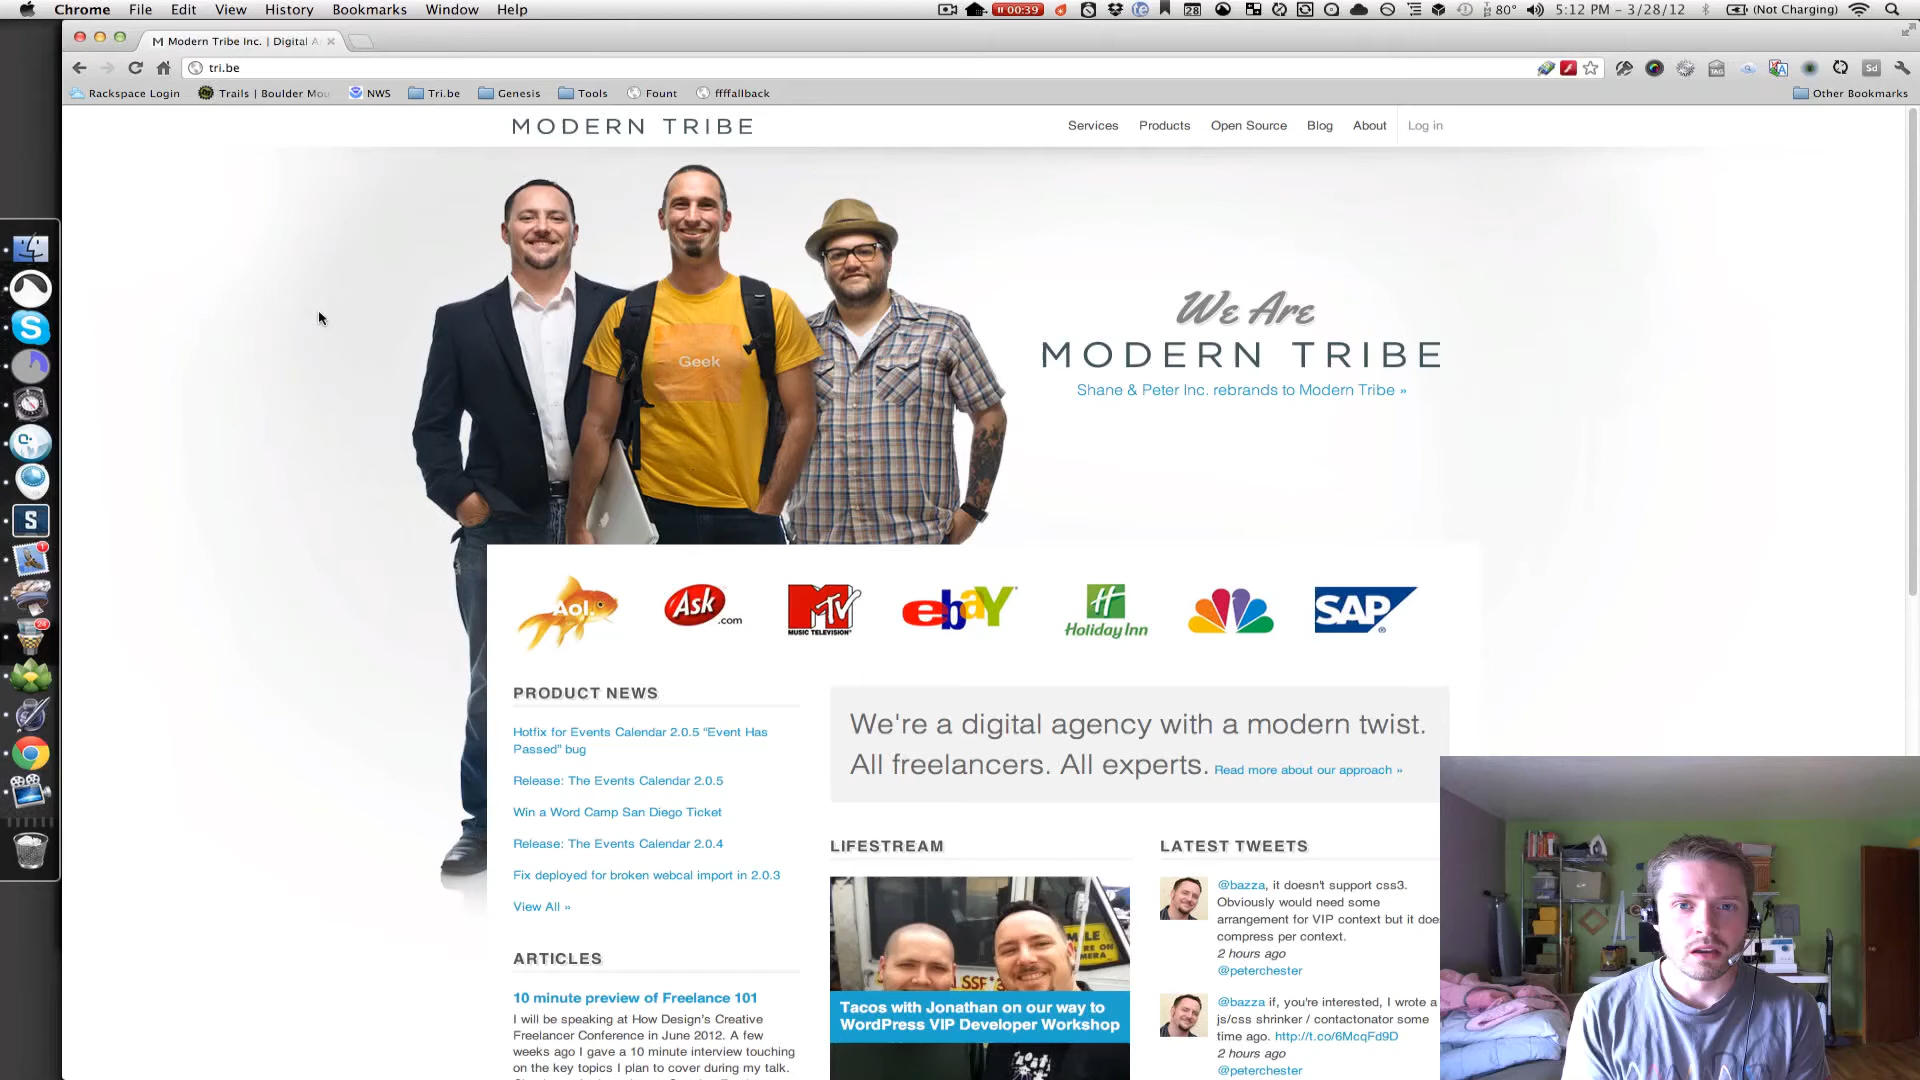 Chrome File Edit View History Bookmarks Window Help
00:39
28
80°
5:12 PM – 3/28/12
(Not Charging)
M Modern Tribe Inc. | Digital A
tri.be
Rackspace Login
Trails | Boulder Mou
NWS
Tri.be
Genesis
Tools
Fount
ffffallback
Other Bookmarks
MODERN TRIBE
Services Products Open Source Blog About Log in
Geek
We Are
MODERN TRIBE
Shane & Peter Inc. rebrands to Modern Tribe »
Aol.
Ask.com
MTV
MUSIC TELEVISION
ebaY
H
Holiday Inn
SAP
PRODUCT NEWS
Hotfix for Events Calendar 2.0.5 "Event Has
Passed" bug
Release: The Events Calendar 2.0.5
Win a Word Camp San Diego Ticket
Release: The Events Calendar 2.0.4
Fix deployed for broken webcal import in 2.0.3
View All »
ARTICLES
10 minute preview of Freelance 101
I will be speaking at How Design's Creative
Freelancer Conference in June 2012. A few
weeks ago I gave a 10 minute interview touching
on the key topics I plan to cover during my talk.
We're a digital agency with a modern twist.
All freelancers. All experts. Read more about our approach »
LIFESTREAM
Tacos with Jonathan on our way to
WordPress VIP Developer Workshop
LATEST TWEETS
@bazza, it doesn't support css3.
Obviously would need some
arrangement for VIP context but it doe
compress per context.
2 hours ago
@peterchester
@bazza if, you're interested, I wrote a
js/css shrinker / contactonator some
time ago. http://t.co/6McqFd9D
2 hours ago
@peterchester